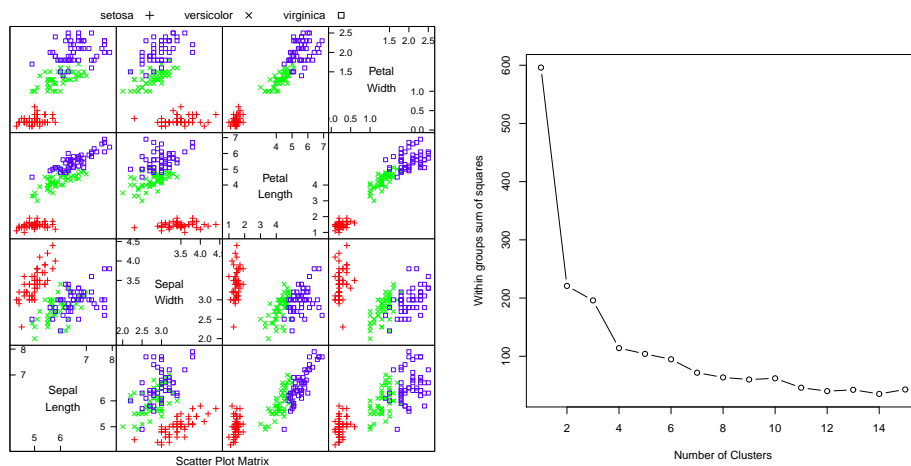 setosa + versicolor × virginica □
1.5 2.0 2.5
2.5
2.0
1.5
Petal
Width
1.0
0.5
0.0
0.0 0.5 1.0
7
6
5
4
4 5 6 7
Petal
Length
1 2 3 4
4
3
2
1
4.5
4.0
3.5
3.5 4.0 4.5
Sepal
Width
2.0 2.5 3.0
3.0
2.5
2.0
8
7
7 8
Sepal
Length
5 6
6
5
Scatter Plot Matrix
600
500
400
300
200
100
Within groups sum of squares
2 4 6 8 10 12 14
Number of Clusters